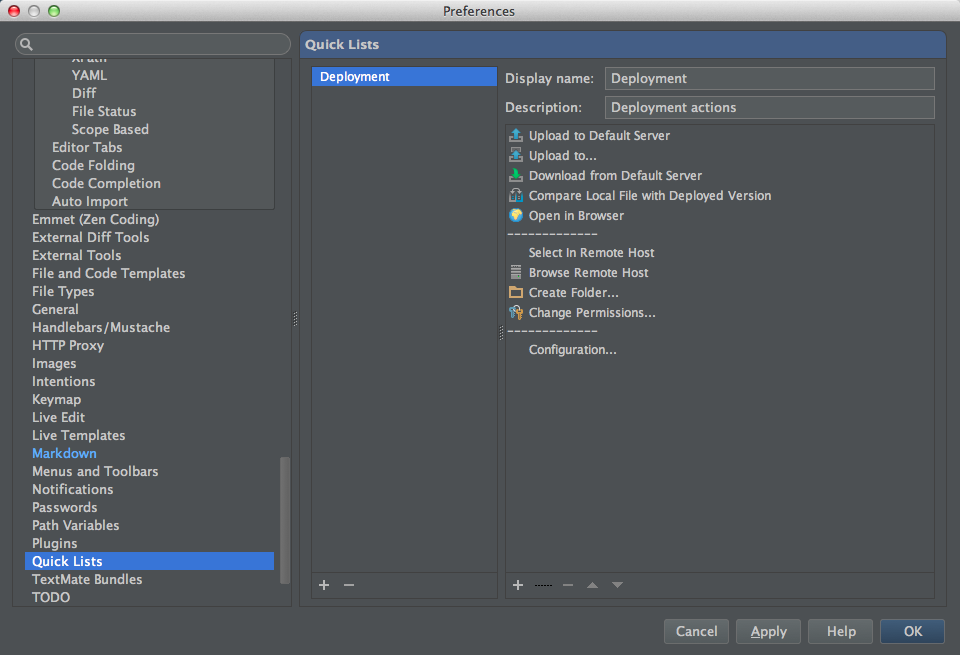 Preferences
XPath
YAML
Diff
File Status
Scope Based
Editor Tabs
Code Folding
Code Completion
Auto Import
Emmet (Zen Coding)
External Diff Tools
External Tools
File and Code Templates
File Types
General
Handlebars/Mustache
HTTP Proxy
Images
Intentions
Keymap
Live Edit
Live Templates
Markdown
Menus and Toolbars
Notifications
Passwords
Path Variables
Plugins
Quick Lists
TextMate Bundles
TODO
Quick Lists
Deployment
Display name: Deployment
Description: Deployment actions
Upload to Default Server
Upload to...
Download from Default Server
Compare Local File with Deployed Version
Open in Browser
-------------
Select In Remote Host
Browse Remote Host
Create Folder...
Change Permissions...
-------------
Configuration...
Cancel Apply Help OK